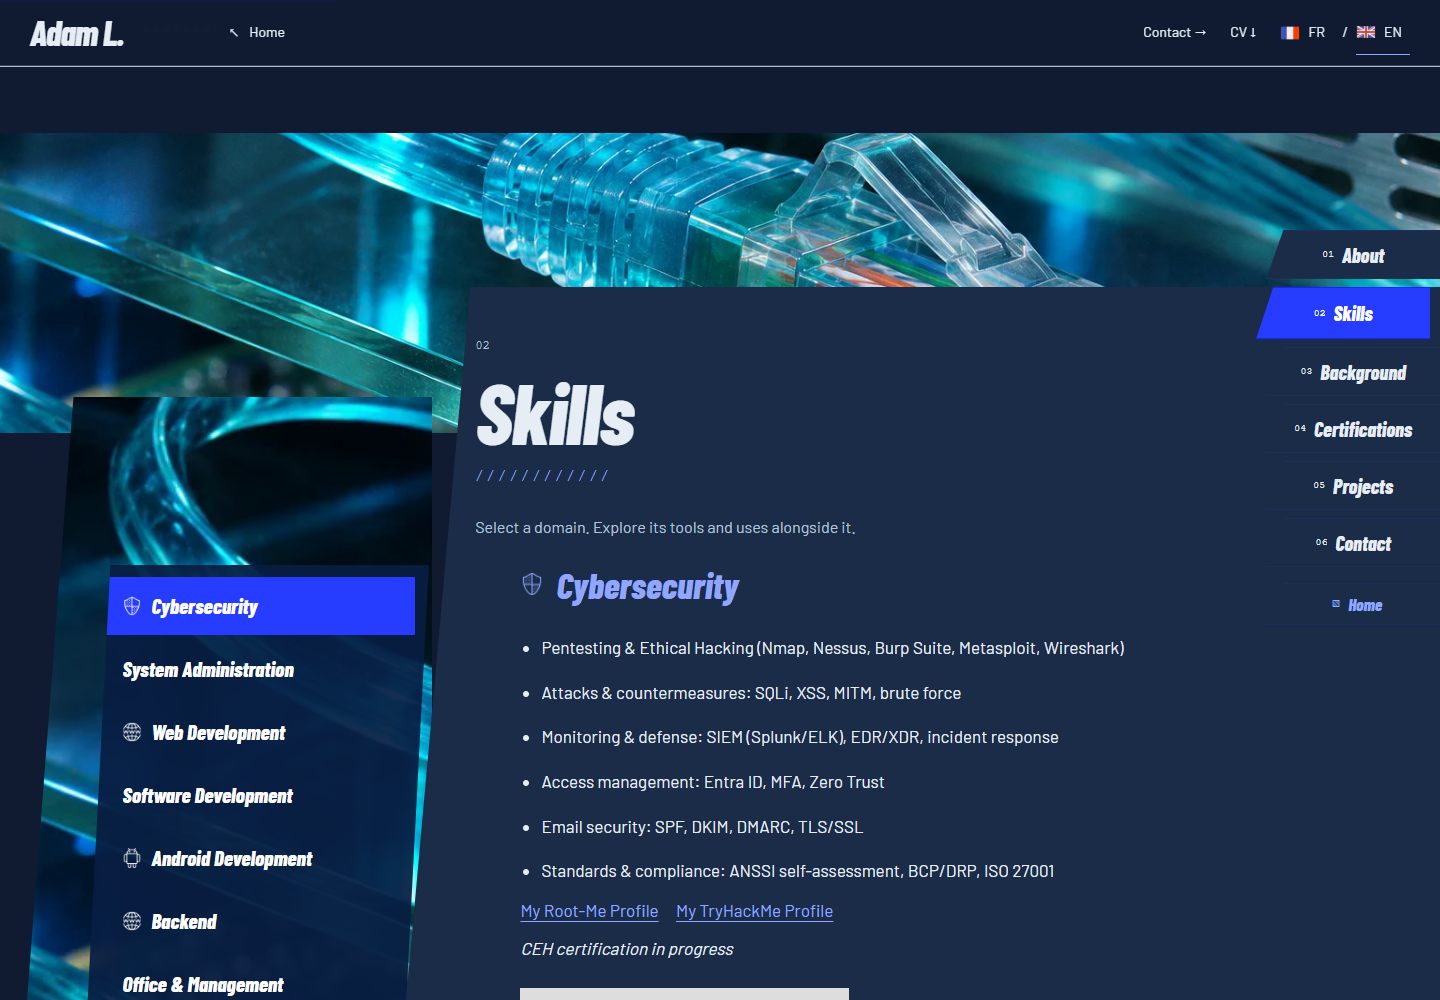 Adam L.
↖ Home
Contact →
CV ↓
FR
/
EN
01 About
02 Skills
03 Background
04 Certifications
05 Projects
06 Contact
Home
02
Skills
////////////
Select a domain. Explore its tools and uses alongside it.
Cybersecurity
System Administration
Web Development
Software Development
Android Development
Backend
Office & Management
Cybersecurity
• Pentesting & Ethical Hacking (Nmap, Nessus, Burp Suite, Metasploit, Wireshark)
• Attacks & countermeasures: SQLi, XSS, MITM, brute force
• Monitoring & defense: SIEM (Splunk/ELK), EDR/XDR, incident response
• Access management: Entra ID, MFA, Zero Trust
• Email security: SPF, DKIM, DMARC, TLS/SSL
• Standards & compliance: ANSSI self-assessment, BCP/DRP, ISO 27001
My Root-Me Profile My TryHackMe Profile
CEH certification in progress